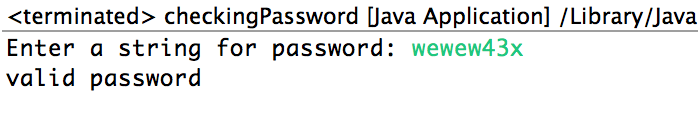 <terminated> checkingPassword [Java Application] /Library/Java
Enter a string for password: wewew43x
valid password